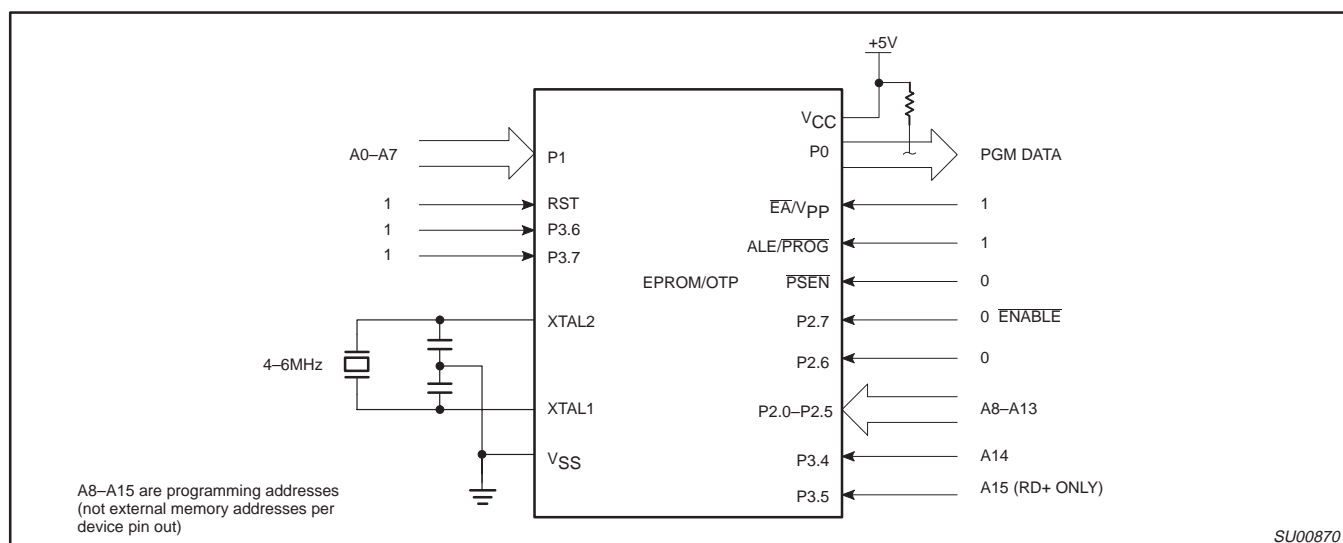 +5V
VCC
A0–A7
P1
P0
PGM DATA
1
RST
EA/VPP
1
1
P3.6
ALE/PROG
1
1
P3.7
EPROM/OTP
PSEN
0
XTAL2
P2.7
0 ENABLE
4–6MHz
P2.6
0
XTAL1
P2.0–P2.5
A8–A13
VSS
P3.4
A14
P3.5
A15 (RD+ ONLY)
A8–A15 are programming addresses
(not external memory addresses per
device pin out)
SU00870